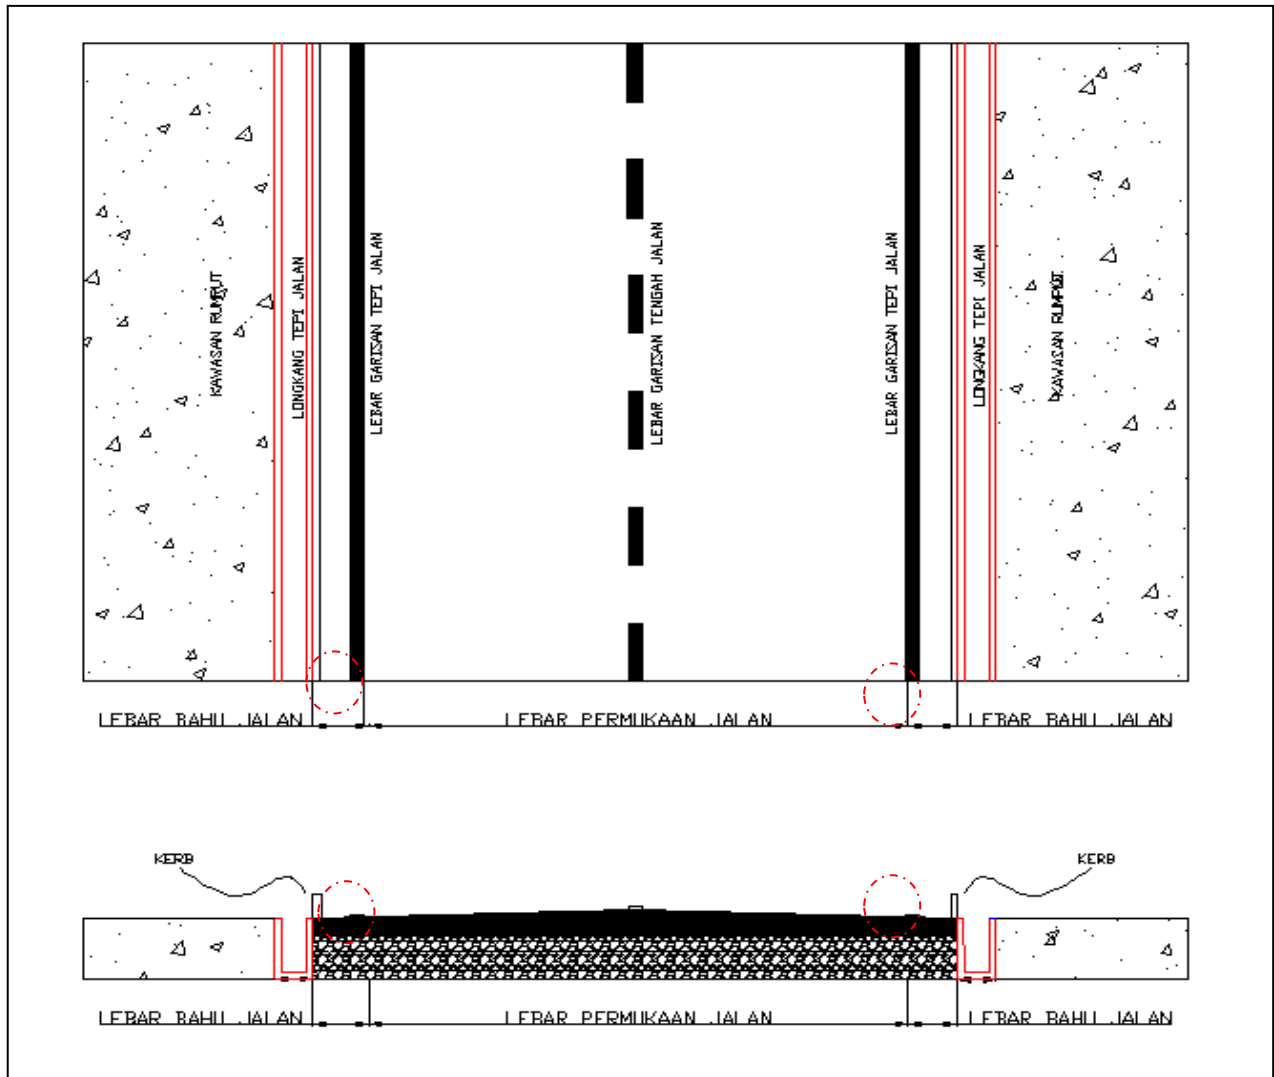 KAWASAN RUMPUT
LONGKANG TEPI JALAN
LEBAR GARISAN TEPI JALAN
LEBAR GARISAN TENGAH JALAN
LEBAR GARISAN TEPI JALAN
LONGKANG TEPI JALAN
KAWASAN RUMPUT
LEBAR BAHU JALAN
LEBAR PERMUKAAN JALAN
LEBAR BAHU JALAN
KERB
KERB
LEBAR BAHU JALAN
LEBAR PERMUKAAN JALAN
LEBAR BAHU JALAN